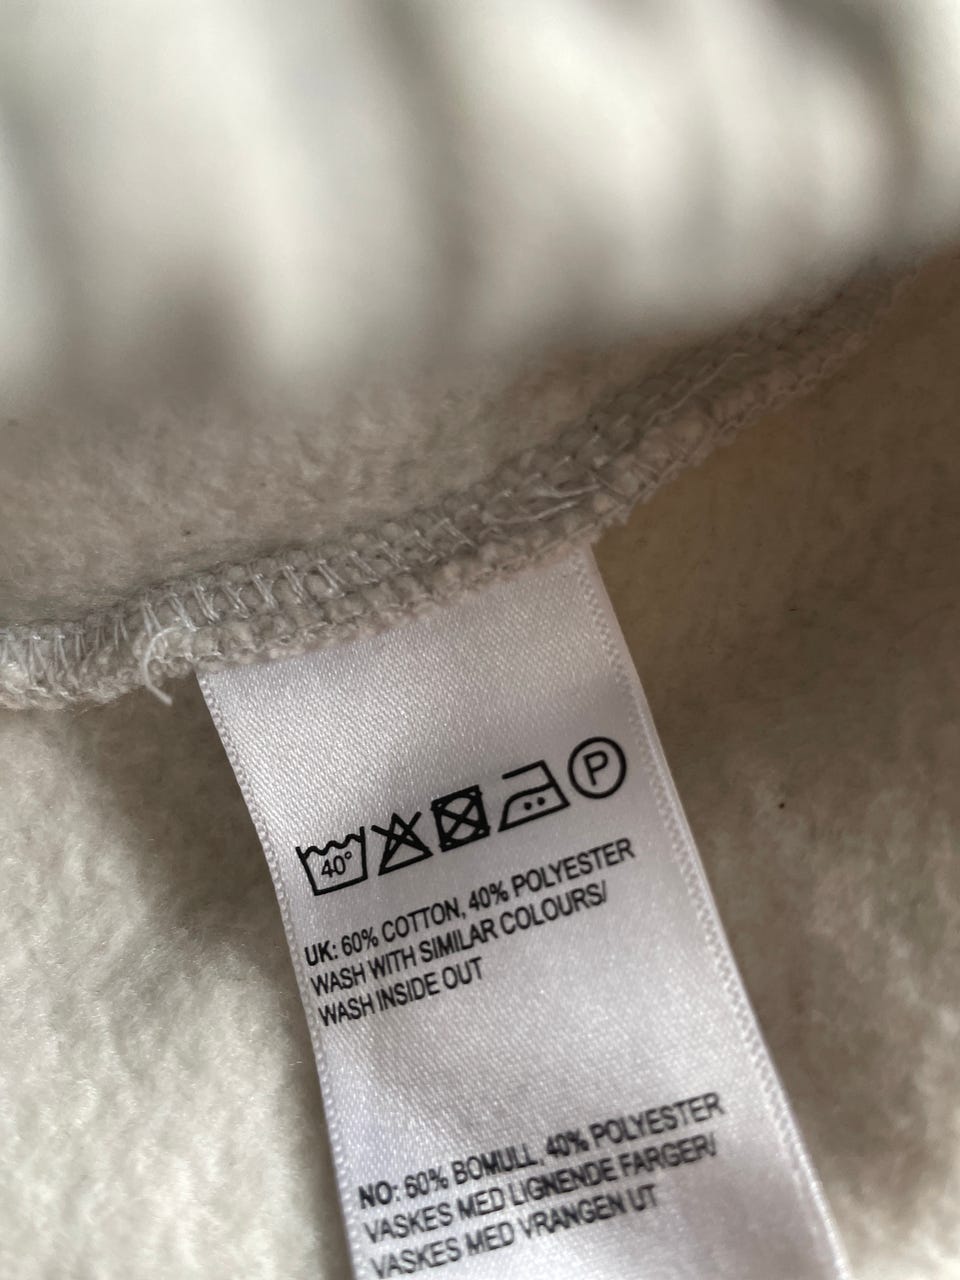 40°
P
UK: 60% COTTON, 40% POLYESTER
WASH WITH SIMILAR COLOURS/
WASH INSIDE OUT
NO: 60% BOMULL, 40% POLYESTER
VASKES MED LIGNENDE FARGER/
VASKES MED VRANGEN UT